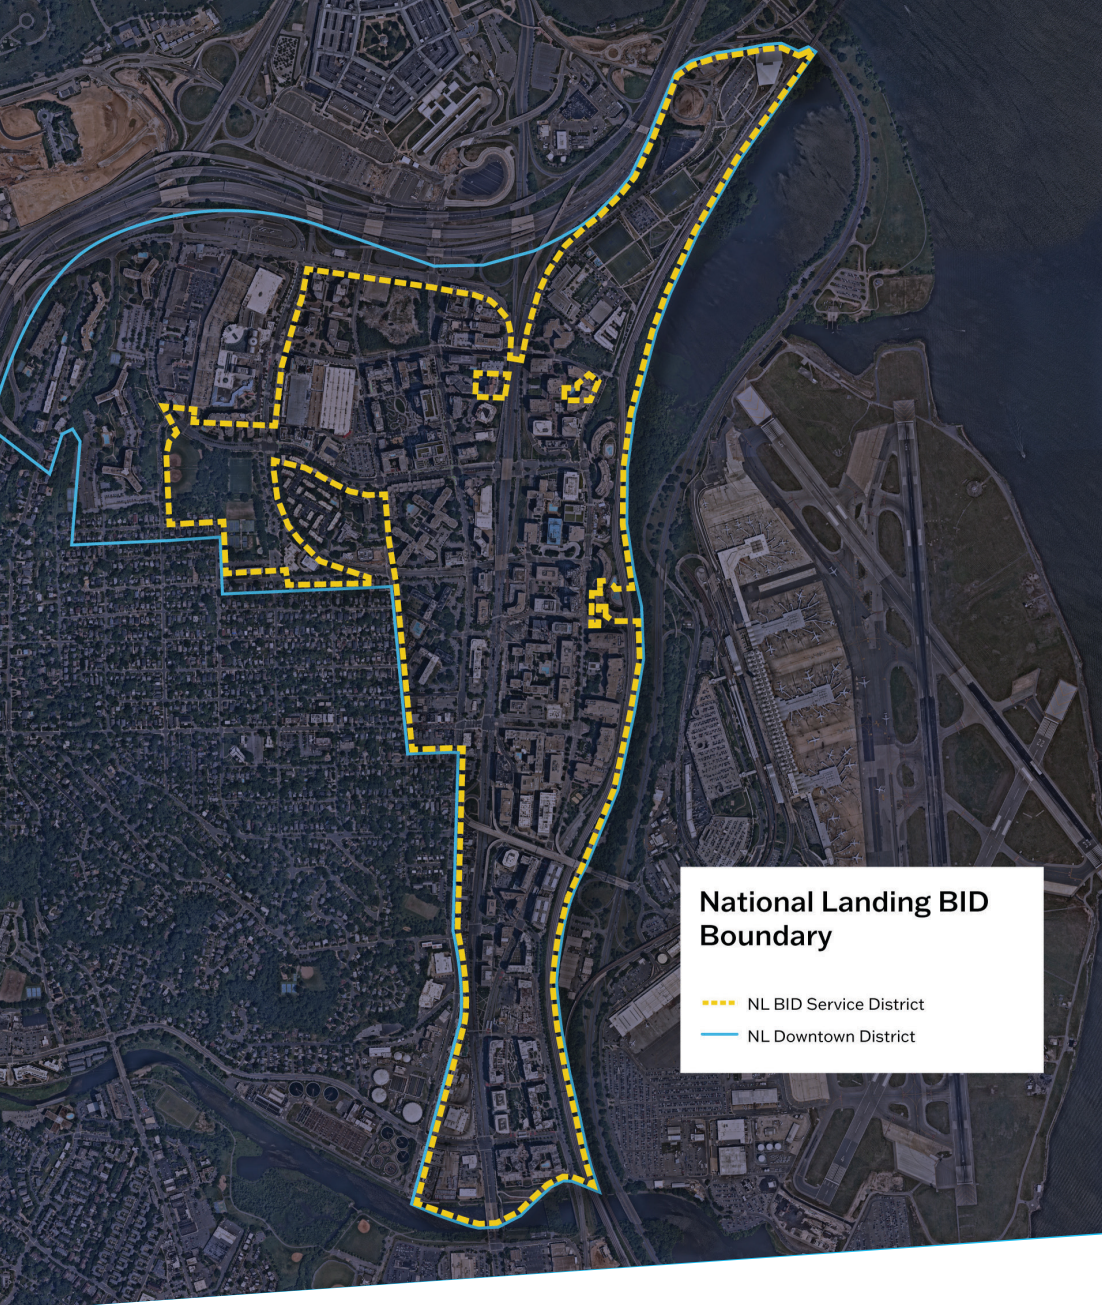 National Landing BID
Boundary
NL BID Service District
NL Downtown District